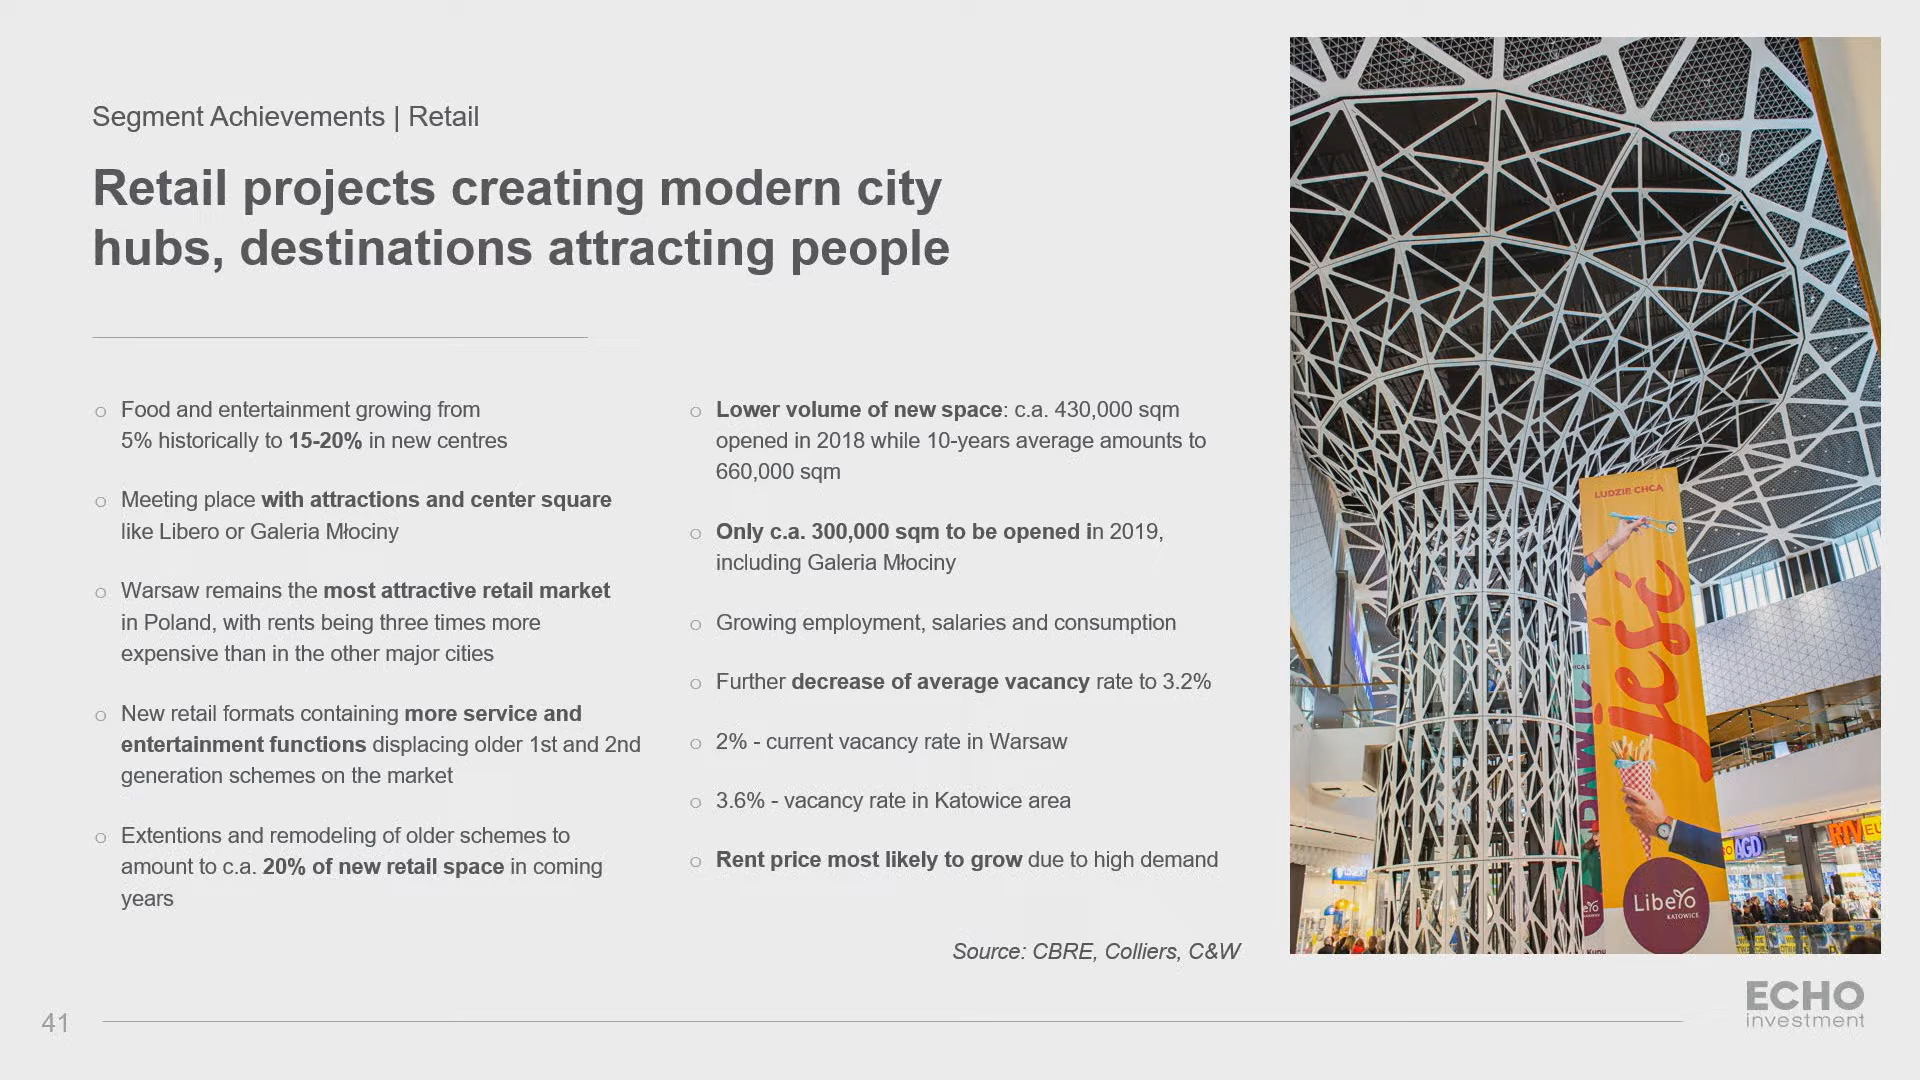 Segment Achievements | Retail
Retail projects creating modern city
hubs, destinations attracting people
○ Food and entertainment growing from
5% historically to 15-20% in new centres
○ Meeting place with attractions and center square
like Libero or Galeria Młociny
○ Warsaw remains the most attractive retail market
in Poland, with rents being three times more
expensive than in the other major cities
○ New retail formats containing more service and
entertainment functions displacing older 1st and 2nd
generation schemes on the market
○ Extentions and remodeling of older schemes to
amount to c.a. 20% of new retail space in coming
years
○ Lower volume of new space: c.a. 430,000 sqm
opened in 2018 while 10-years average amounts to
660,000 sqm
○ Only c.a. 300,000 sqm to be opened in 2019,
including Galeria Młociny
○ Growing employment, salaries and consumption
○ Further decrease of average vacancy rate to 3.2%
○ 2% - current vacancy rate in Warsaw
○ 3.6% - vacancy rate in Katowice area
○ Rent price most likely to grow due to high demand
Source: CBRE, Colliers, C&W
LUDZIE CHCĄ
jeść
AGD
RTV EU
Libero
KATOWICE
41
ECHO
investment